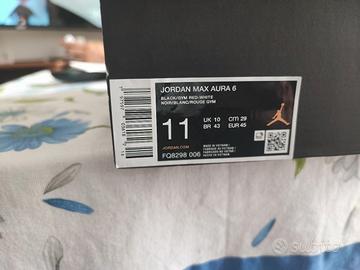 JORDAN MAX AURA 6
BLACK/GYM RED-WHITE
NOIR/BLANC/ROUGE GYM
11
UK 10
CM 29
BR 43
EUR 45
JORDAN.COM
FQ8298 006
MADE IN VIETNAM
subito